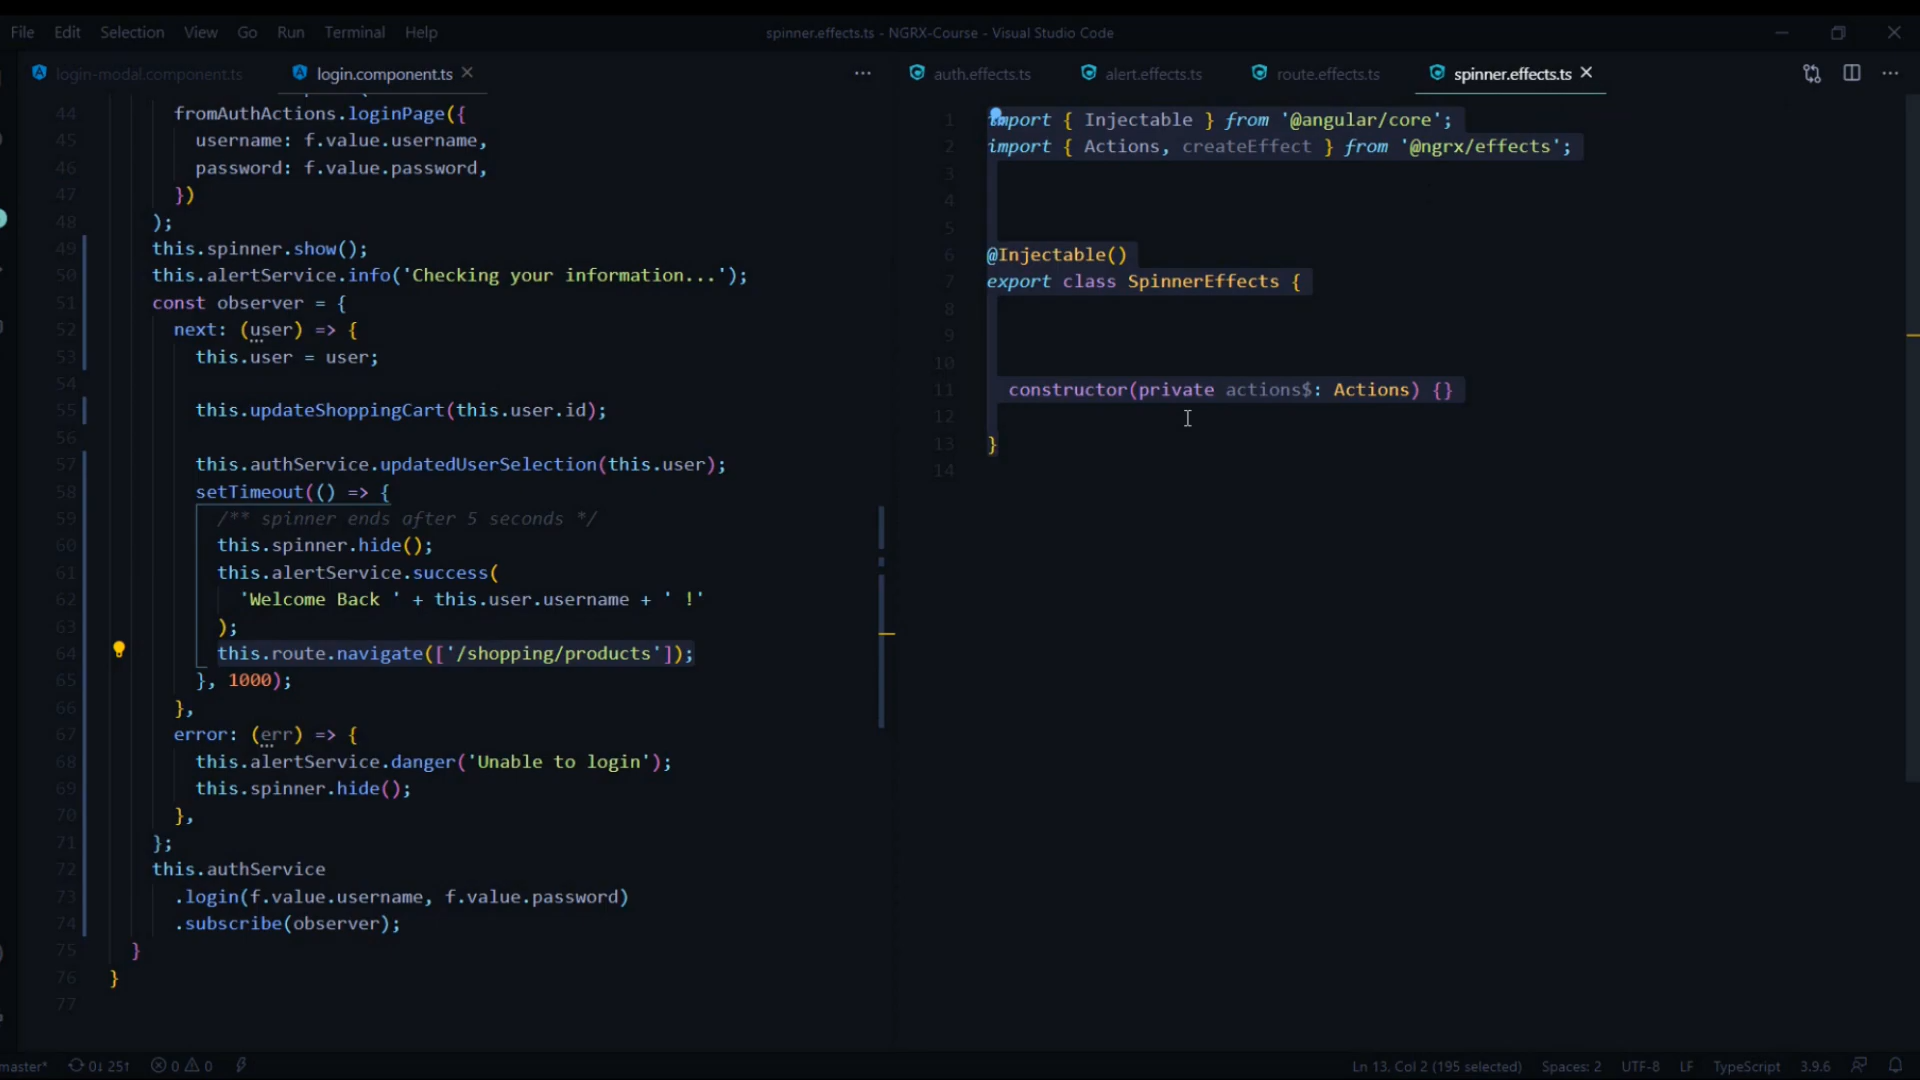 File Edit Selection View Go Run Terminal Help
spinner.effects.ts - NGRX-Course - Visual Studio Code
login-modal.component.ts login.component.ts
44 fromAuthActions.loginPage({
45 username: f.value.username,
46 password: f.value.password,
47 })
48 );
49 this.spinner.show();
50 this.alertService.info('Checking your information...');
51 const observer = {
52 next: (user) => {
53 this.user = user;
54
55 this.updateShoppingCart(this.user.id);
56
57 this.authService.updatedUserSelection(this.user);
58 setTimeout(() => {
59 /** spinner ends after 5 seconds */
60 this.spinner.hide();
61 this.alertService.success(
62 'Welcome Back ' + this.user.username + ' !'
63 );
64 this.route.navigate(['/shopping/products']);
65 }, 1000);
66 },
67 error: (err) => {
68 this.alertService.danger('Unable to login');
69 this.spinner.hide();
70 },
71 };
72 this.authService
73 .login(f.value.username, f.value.password)
74 .subscribe(observer);
75 }
76 }
77
auth.effects.ts alert.effects.ts route.effects.ts spinner.effects.ts
1 import { Injectable } from '@angular/core';
2 import { Actions, createEffect } from '@ngrx/effects';
3
4
5
6 @Injectable()
7 export class SpinnerEffects {
8
9
10
11 constructor(private actions$: Actions) {}
12
13 }
14
master* 0↓ 25↑ 0 0
Ln 13, Col 2 (195 selected) Spaces: 2 UTF-8 LF TypeScript 3.9.6